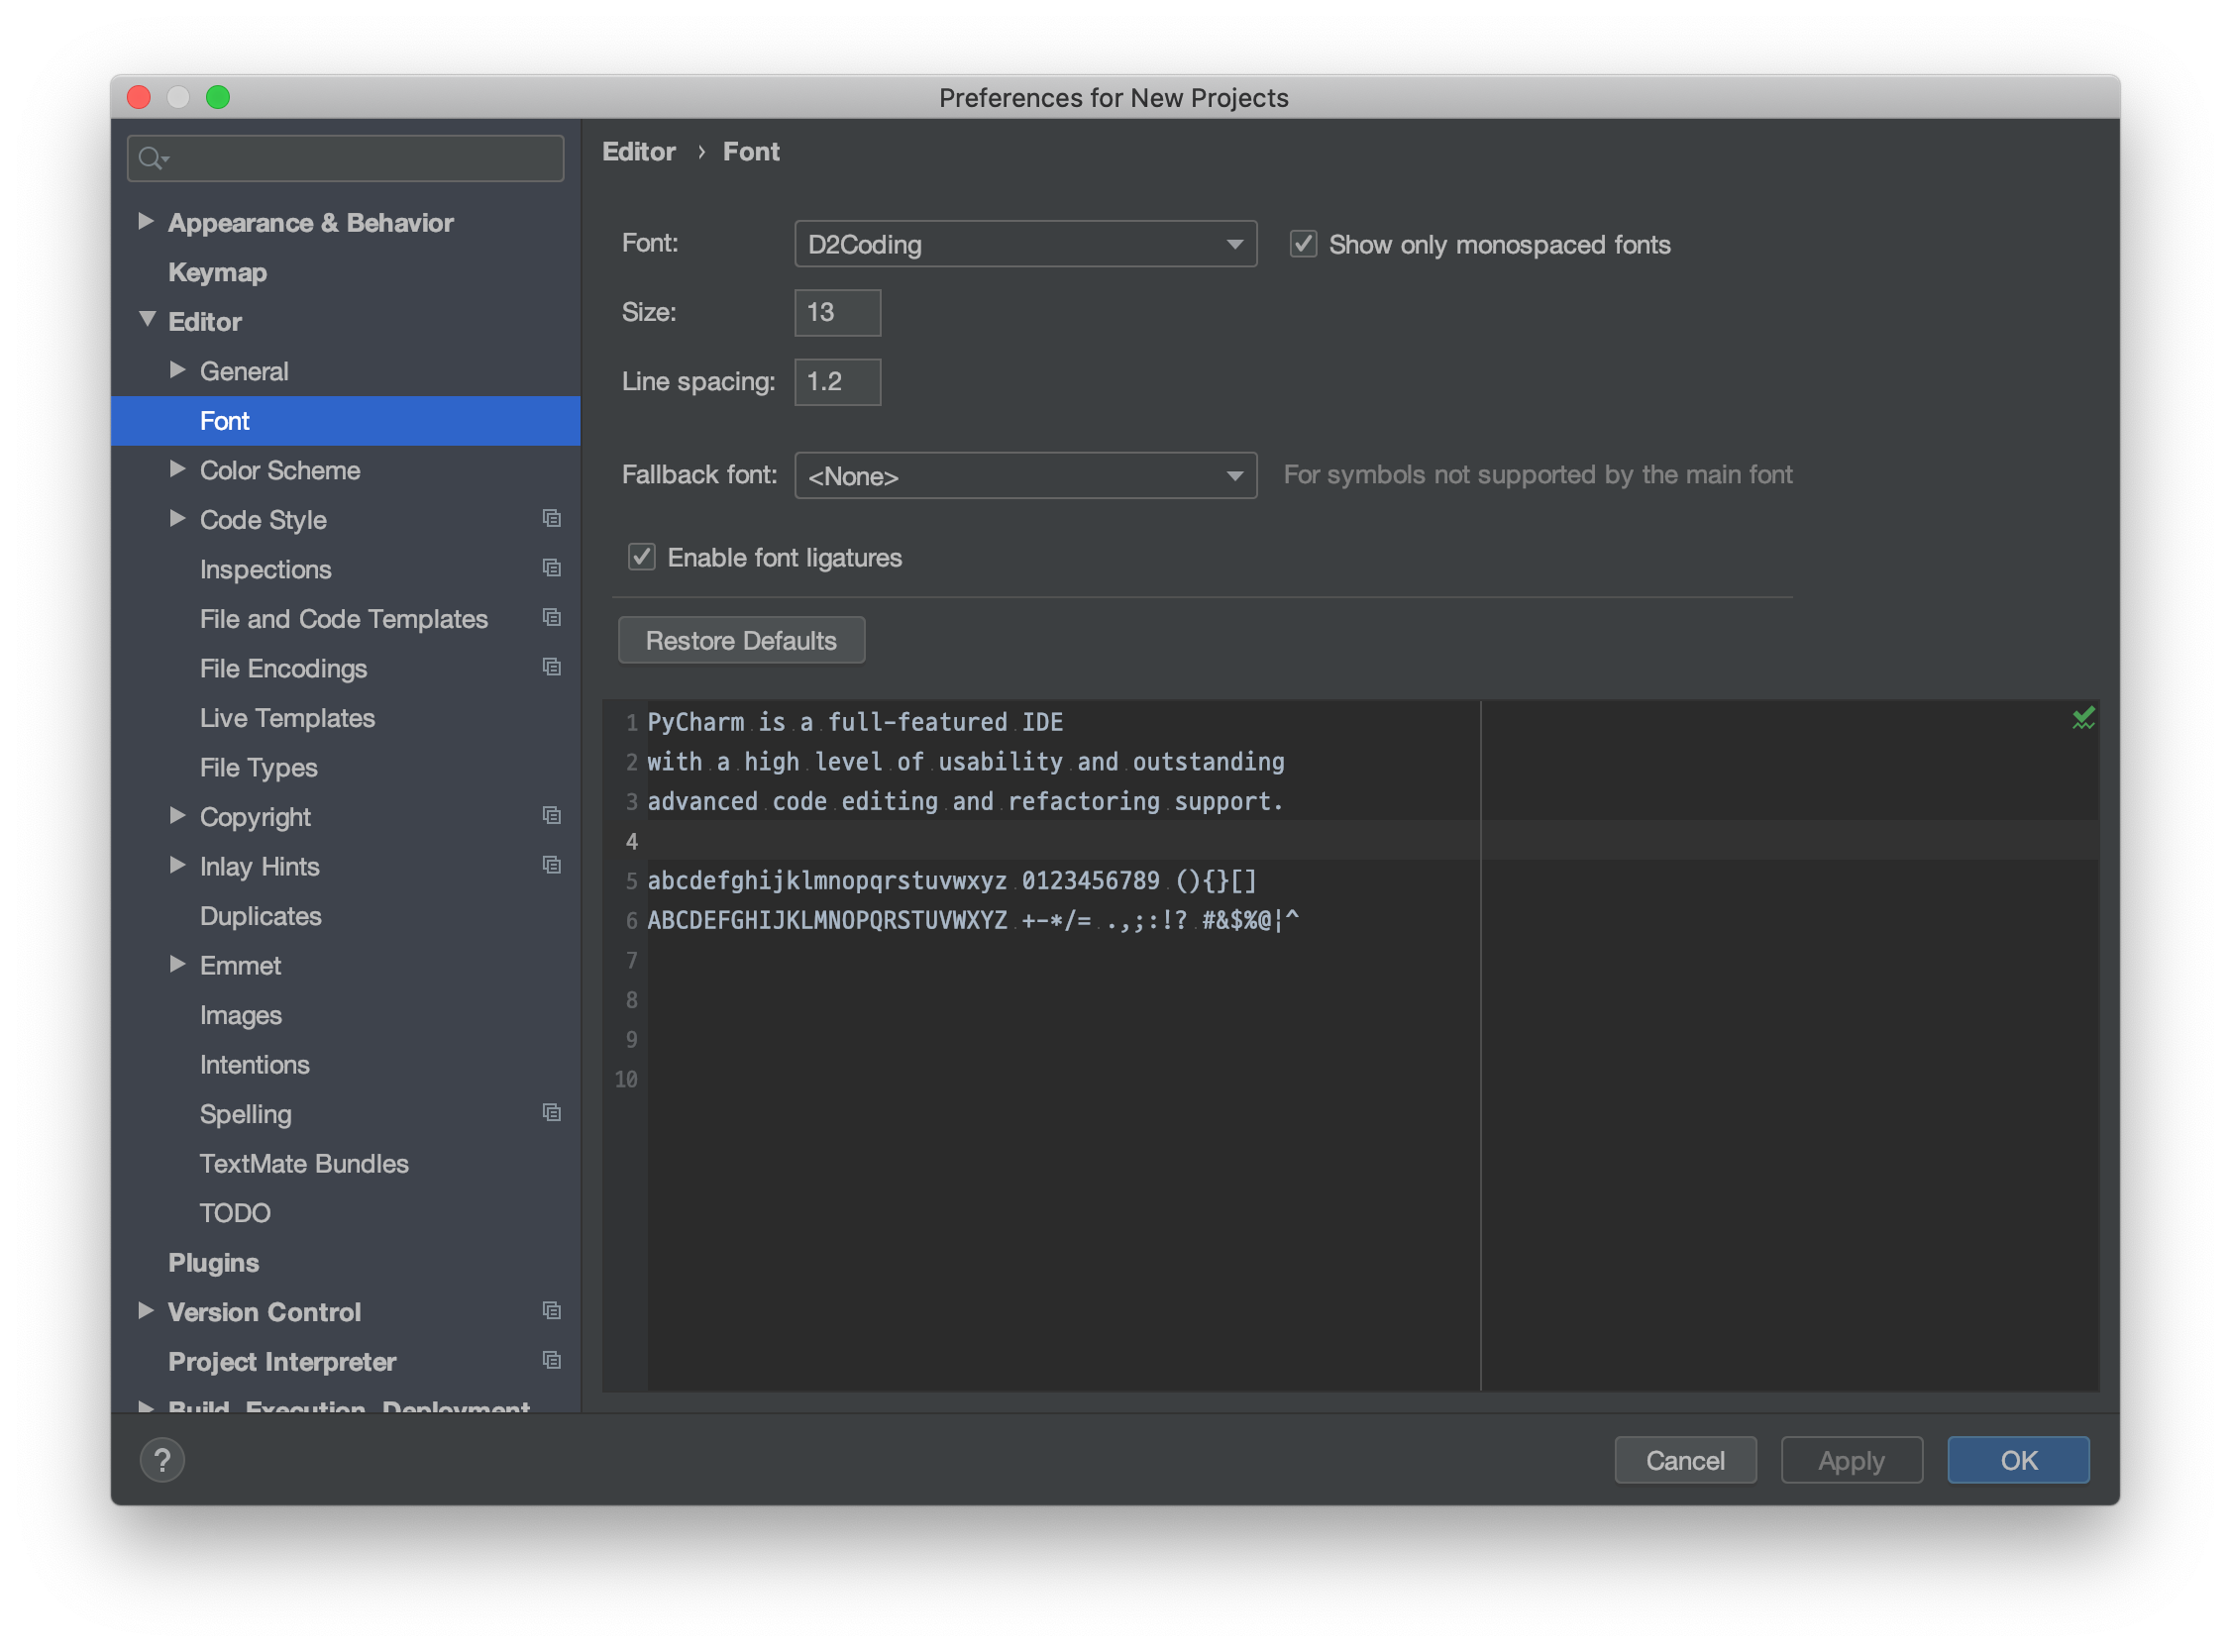 Preferences for New Projects
Appearance & Behavior
Keymap
Editor
General
Font
Color Scheme
Code Style
Inspections
File and Code Templates
File Encodings
Live Templates
File Types
Copyright
Inlay Hints
Duplicates
Emmet
Images
Intentions
Spelling
TextMate Bundles
TODO
Plugins
Version Control
Project Interpreter
Build, Execution, Deployment
Editor › Font
Font: D2Coding Show only monospaced fonts
Size: 13
Line spacing: 1.2
Fallback font: <None> For symbols not supported by the main font
Enable font ligatures
Restore Defaults
1 PyCharm is a full-featured IDE
2 with a high level of usability and outstanding
3 advanced code editing and refactoring support.
4
5 abcdefghijklmnopqrstuvwxyz 0123456789 (){}[]
6 ABCDEFGHIJKLMNOPQRSTUVWXYZ +-*/= .,;:!? #&$%@¦^
7
8
9
10
? Cancel Apply OK